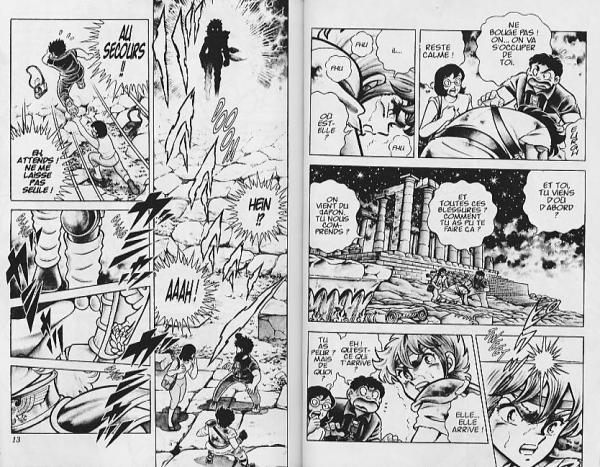 NE
BOUGE PAS !
ON... ON VA
S'OCCUPER
DE
TOI.
RESTE
CALME !
IL...
FHU
FHU
OÙ
EST-
ELLE ?
FHU
ET TOI,
TU VIENS
D'OÙ
D'ABORD
?
ET
TOUTES CES
BLESSURES ?
COMMENT
TU AS PU TE
FAIRE ÇA ?
ON
VIENT DU
JAPON.
TU NOUS
COM-
PRENDS ?
ELLE...
ELLE
ARRIVE !
EH !
QU'EST-
CE QUI
T'ARRIVE
?
TU
AS
PEUR ?
MAIS
DE
QUOI
?
HEIN
!?
AAAH !
AU
SECOURS
!!
EH,
ATTENDS !
NE ME
LAISSE
PAS
SEULE !
13